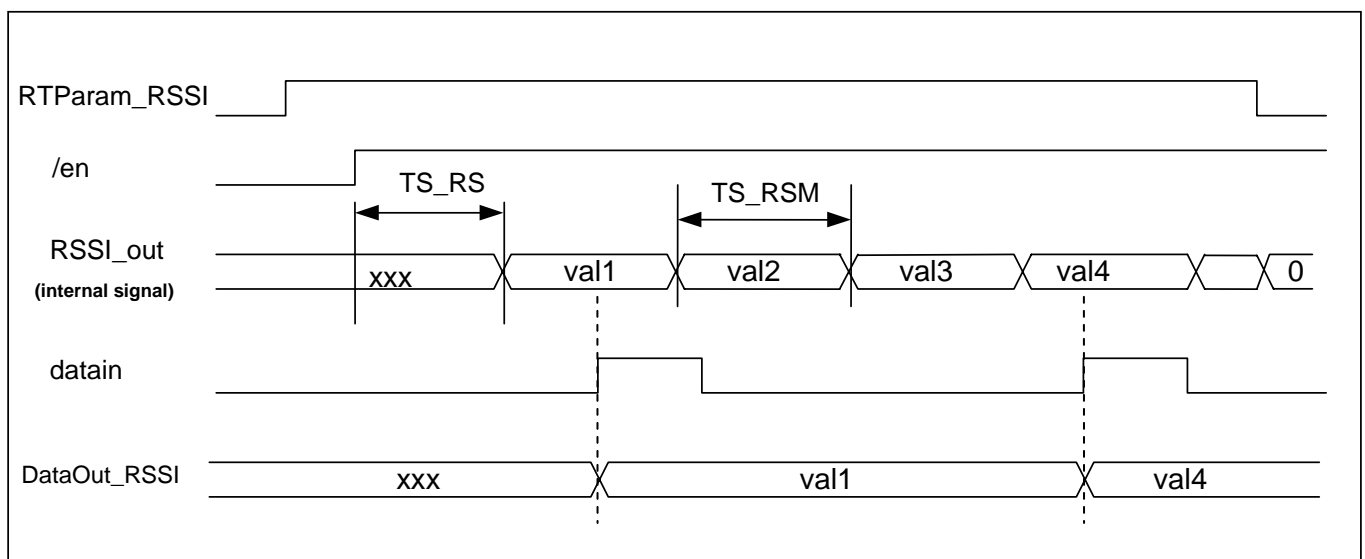 RTParam_RSSI
/en
TS_RS
TS_RSM
RSSI_out
(internal signal)
xxx val1 val2 val3 val4 0
datain
DataOut_RSSI xxx val1 val4